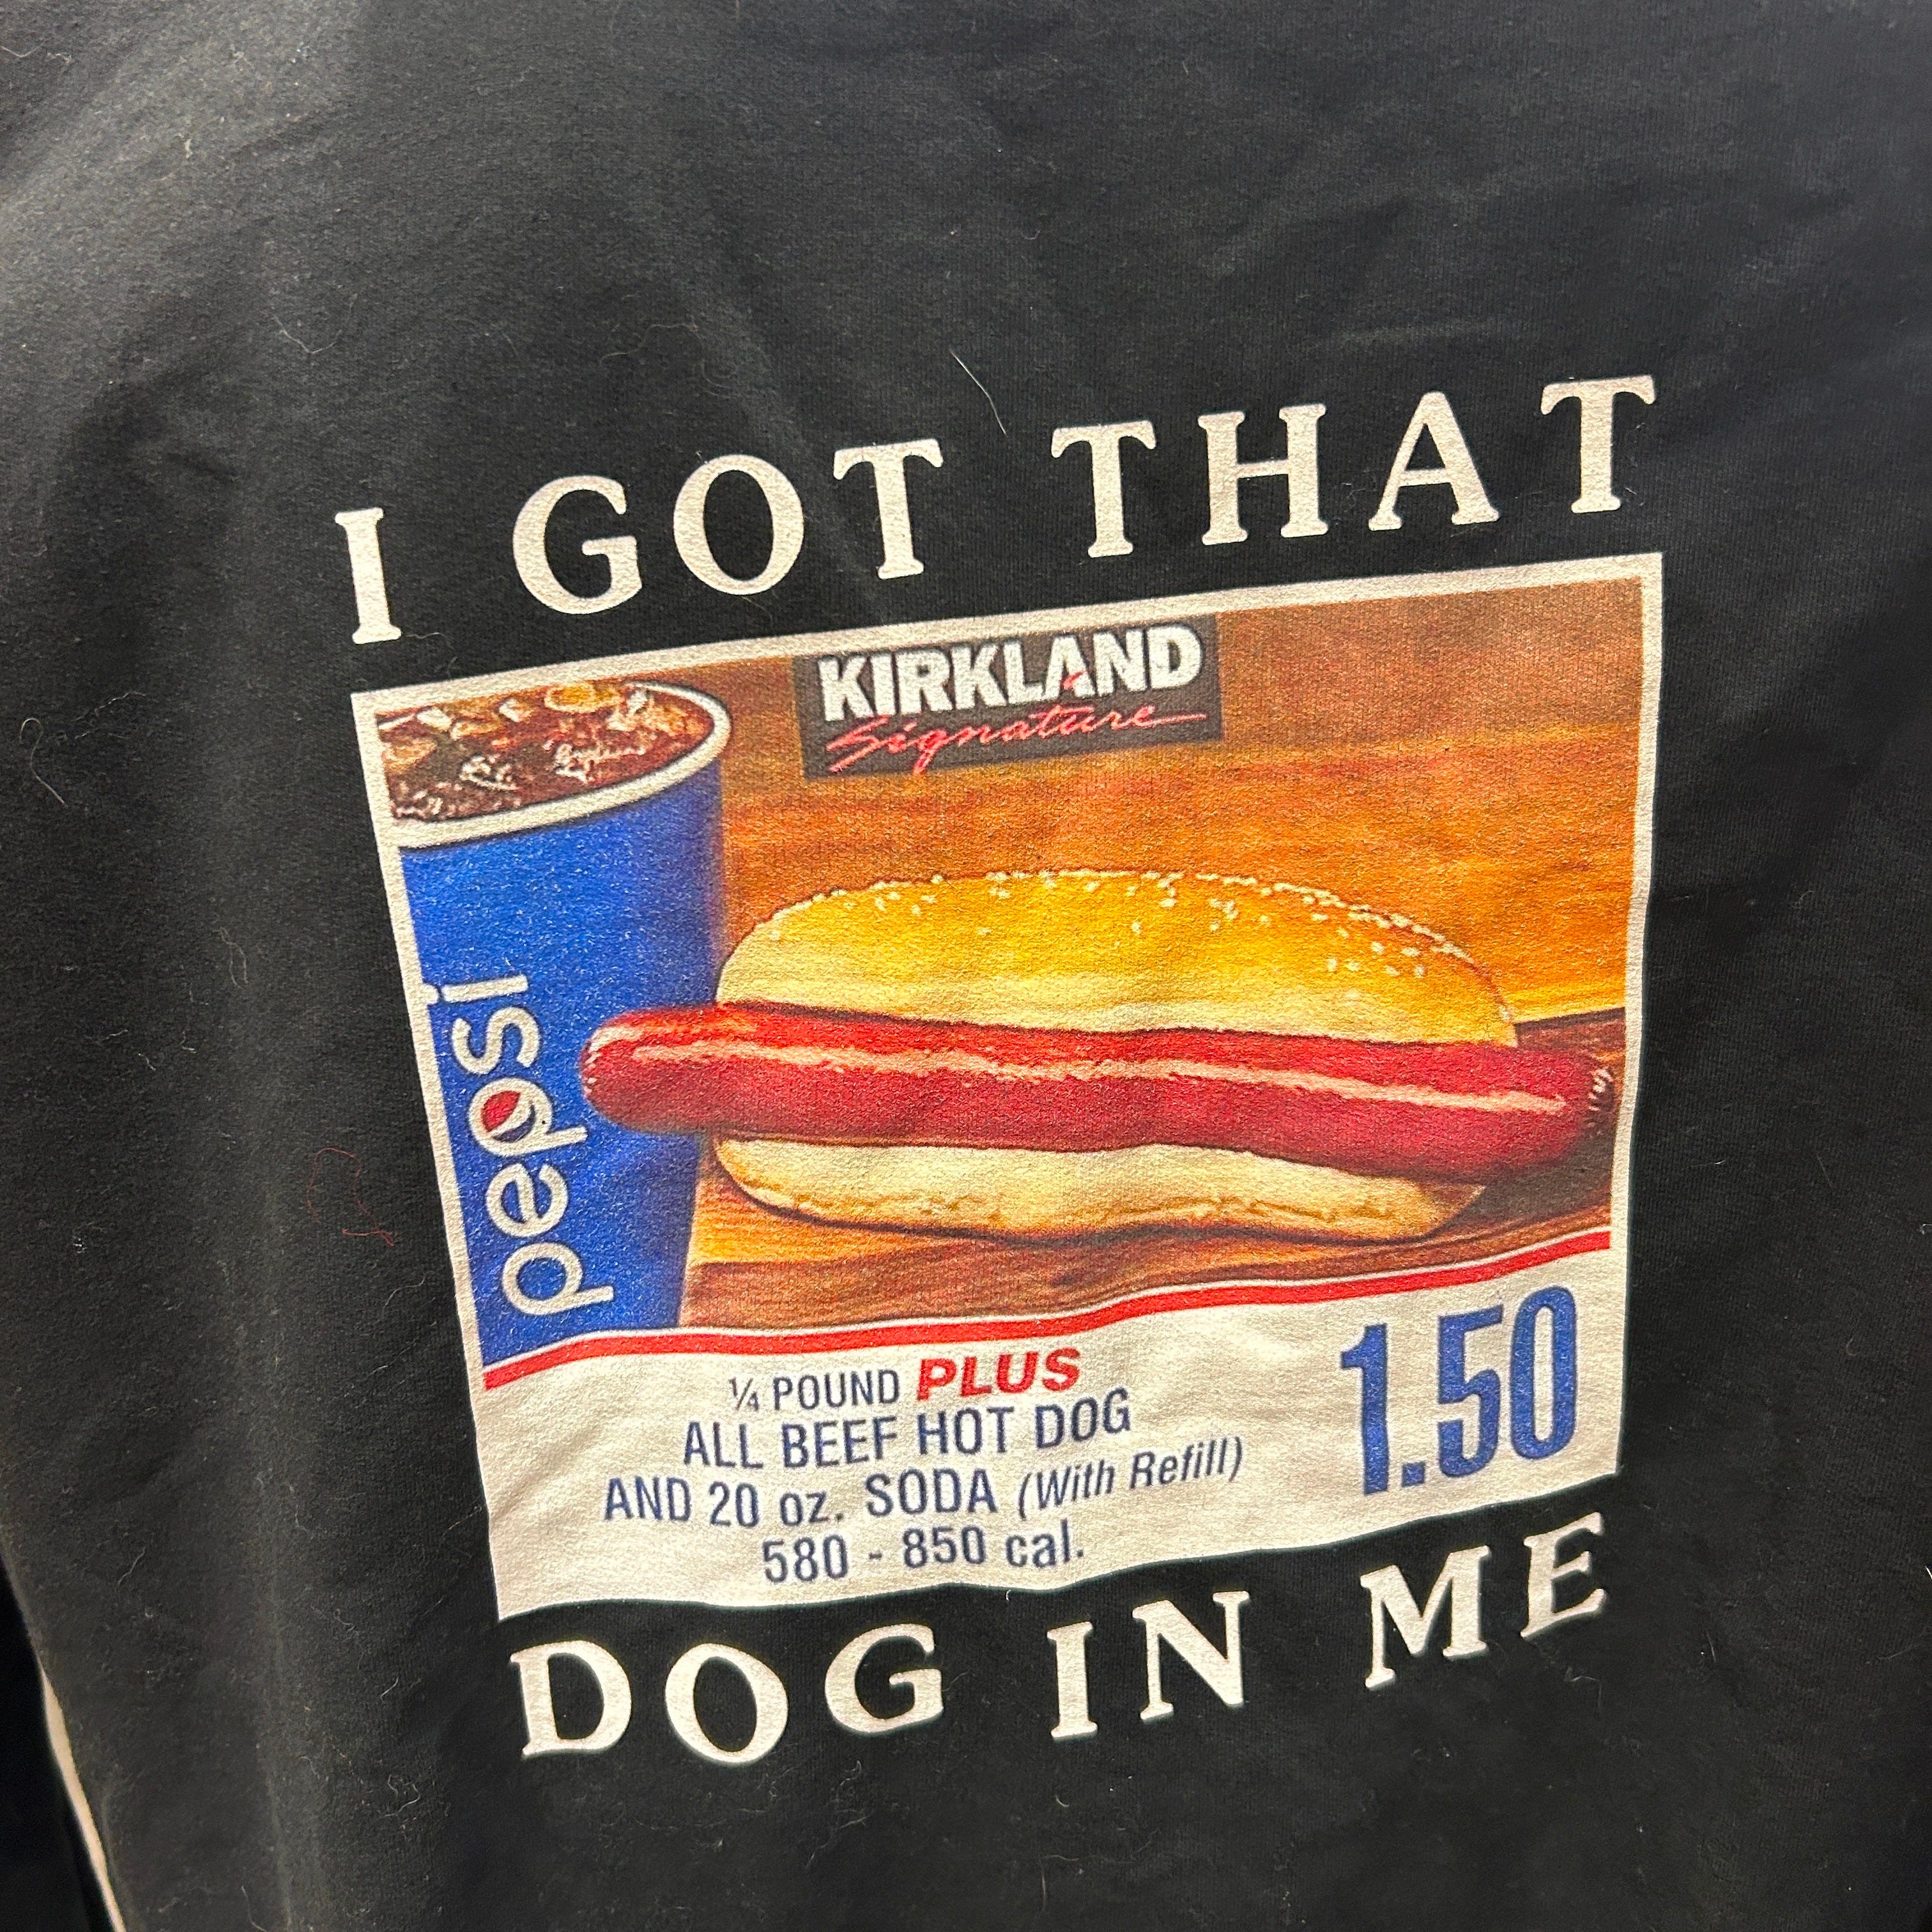 I GOT THAT
KIRKLAND
Signature
pepsi
¼ POUND PLUS
ALL BEEF HOT DOG
AND 20 oz. SODA (With Refill)
580 - 850 cal.
1.50
DOG IN ME